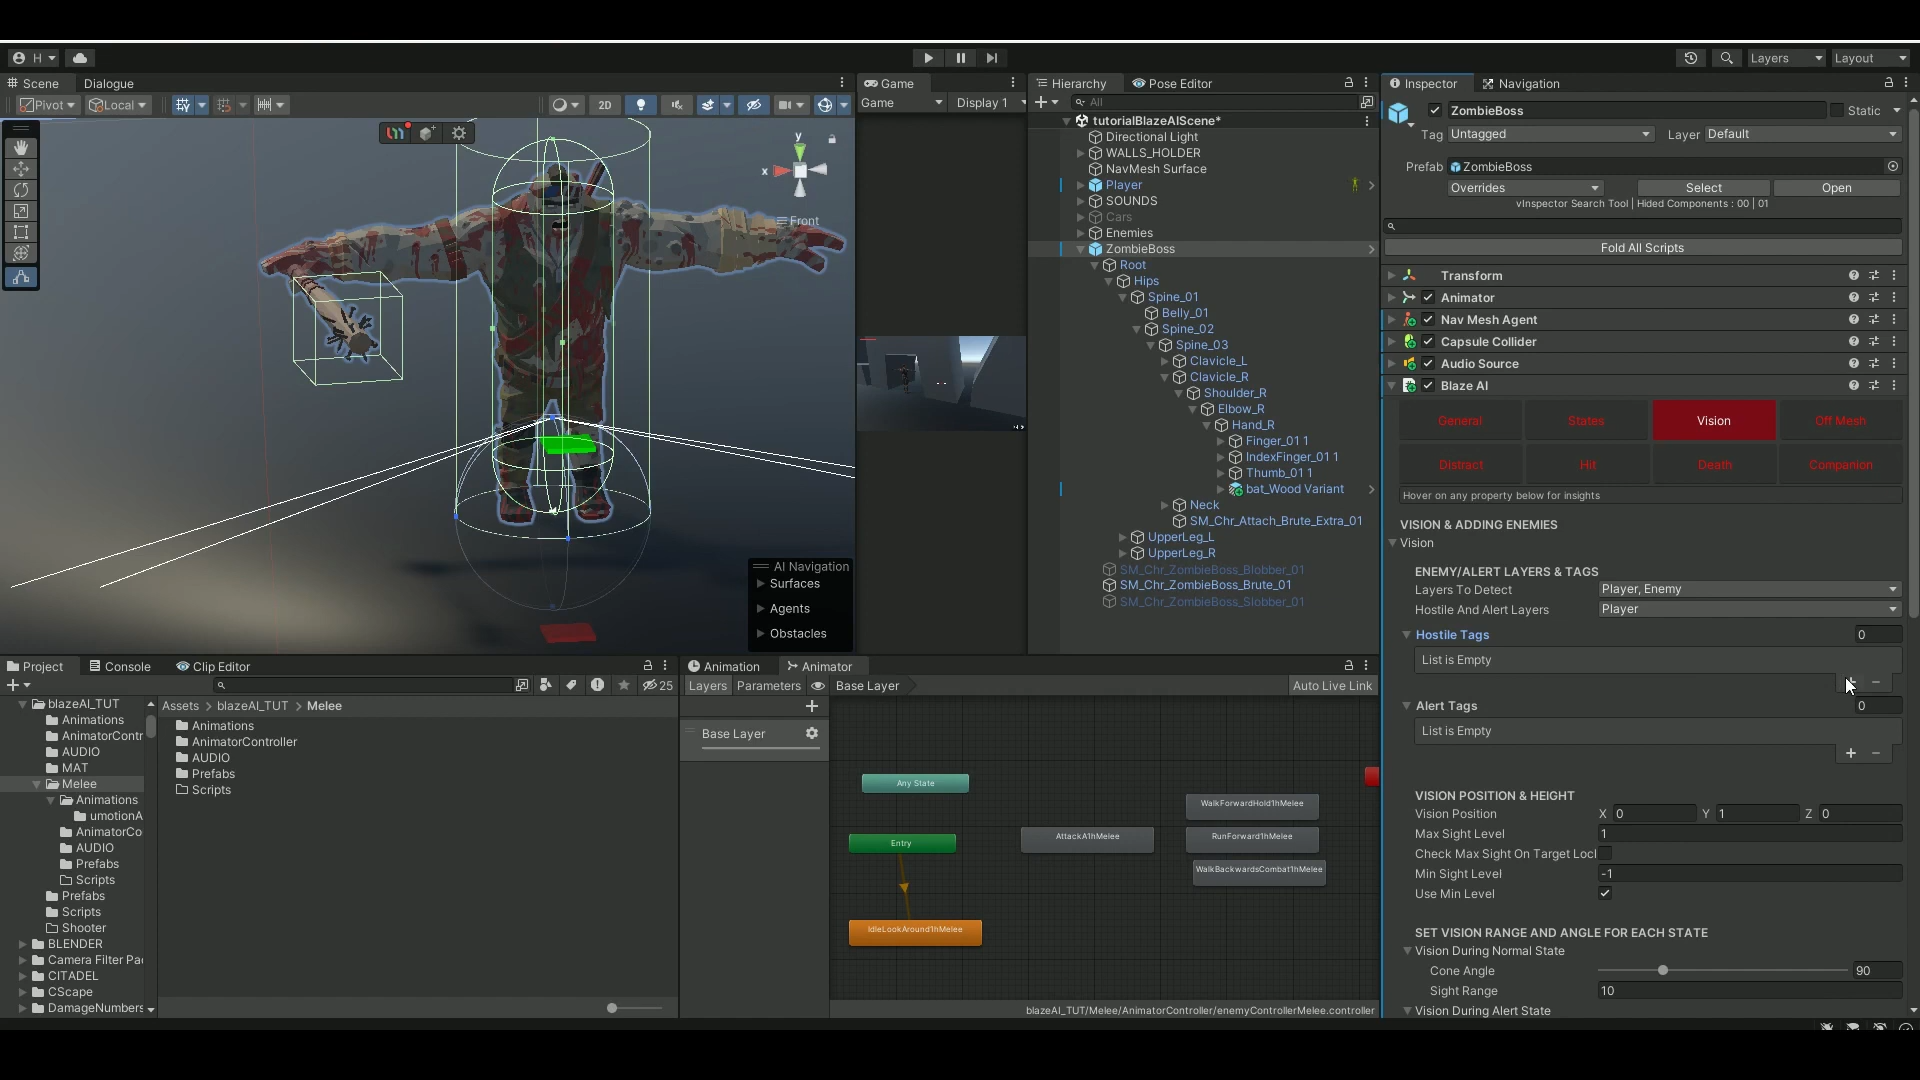 H
Layers
Layout
Scene
Dialogue
Pivot
Local
2D
y
x
Front
AI Navigation
Surfaces
Agents
Obstacles
Game
Game
Display 1
Hierarchy
Pose Editor
All
tutorialBlazeAIScene*
Directional Light
WALLS_HOLDER
NavMesh Surface
Player
SOUNDS
Cars
Enemies
ZombieBoss
Root
Hips
Spine_01
Belly_01
Spine_02
Spine_03
Clavicle_L
Clavicle_R
Shoulder_R
Elbow_R
Hand_R
Finger_01 1
IndexFinger_01 1
Thumb_01 1
bat_Wood Variant
Neck
SM_Chr_Attach_Brute_Extra_01
UpperLeg_L
UpperLeg_R
SM_Chr_ZombieBoss_Blobber_01
SM_Chr_ZombieBoss_Brute_01
SM_Chr_ZombieBoss_Slobber_01
Inspector
Navigation
ZombieBoss
Static
Tag Untagged
Layer Default
Prefab ZombieBoss
Overrides
Select
Open
vInspector Search Tool | Hided Components : 00 | 01
Fold All Scripts
Transform
Animator
Nav Mesh Agent
Capsule Collider
Audio Source
Blaze AI
General
States
Vision
Off Mesh
Distract
Hit
Death
Companion
Hover on any property below for insights
VISION & ADDING ENEMIES
Vision
ENEMY/ALERT LAYERS & TAGS
Layers To Detect Player, Enemy
Hostile And Alert Layers Player
Hostile Tags 0
List is Empty
Alert Tags 0
List is Empty
VISION POSITION & HEIGHT
Vision Position X 0 Y 1 Z 0
Max Sight Level 1
Check Max Sight On Target Locl
Min Sight Level -1
Use Min Level
SET VISION RANGE AND ANGLE FOR EACH STATE
Vision During Normal State
Cone Angle 90
Sight Range 10
Vision During Alert State
Project
Console
Clip Editor
25
blazeAI_TUT
Animations
AnimatorContr
AUDIO
MAT
Melee
Animations
umotionA
AnimatorCo
AUDIO
Prefabs
Scripts
Prefabs
Scripts
Shooter
BLENDER
Camera Filter Pa
CITADEL
CScape
DamageNumbers
Assets > blazeAI_TUT > Melee
Animations
AnimatorController
AUDIO
Prefabs
Scripts
Animation
Animator
Layers
Parameters
Base Layer
Auto Live Link
Base Layer
Any State
Entry
IdleLookAround1hMelee
AttackA1hMelee
WalkForwardHold1hMelee
RunForward1hMelee
WalkBackwardsCombat1hMelee
blazeAI_TUT/Melee/AnimatorController/enemyControllerMelee.controller